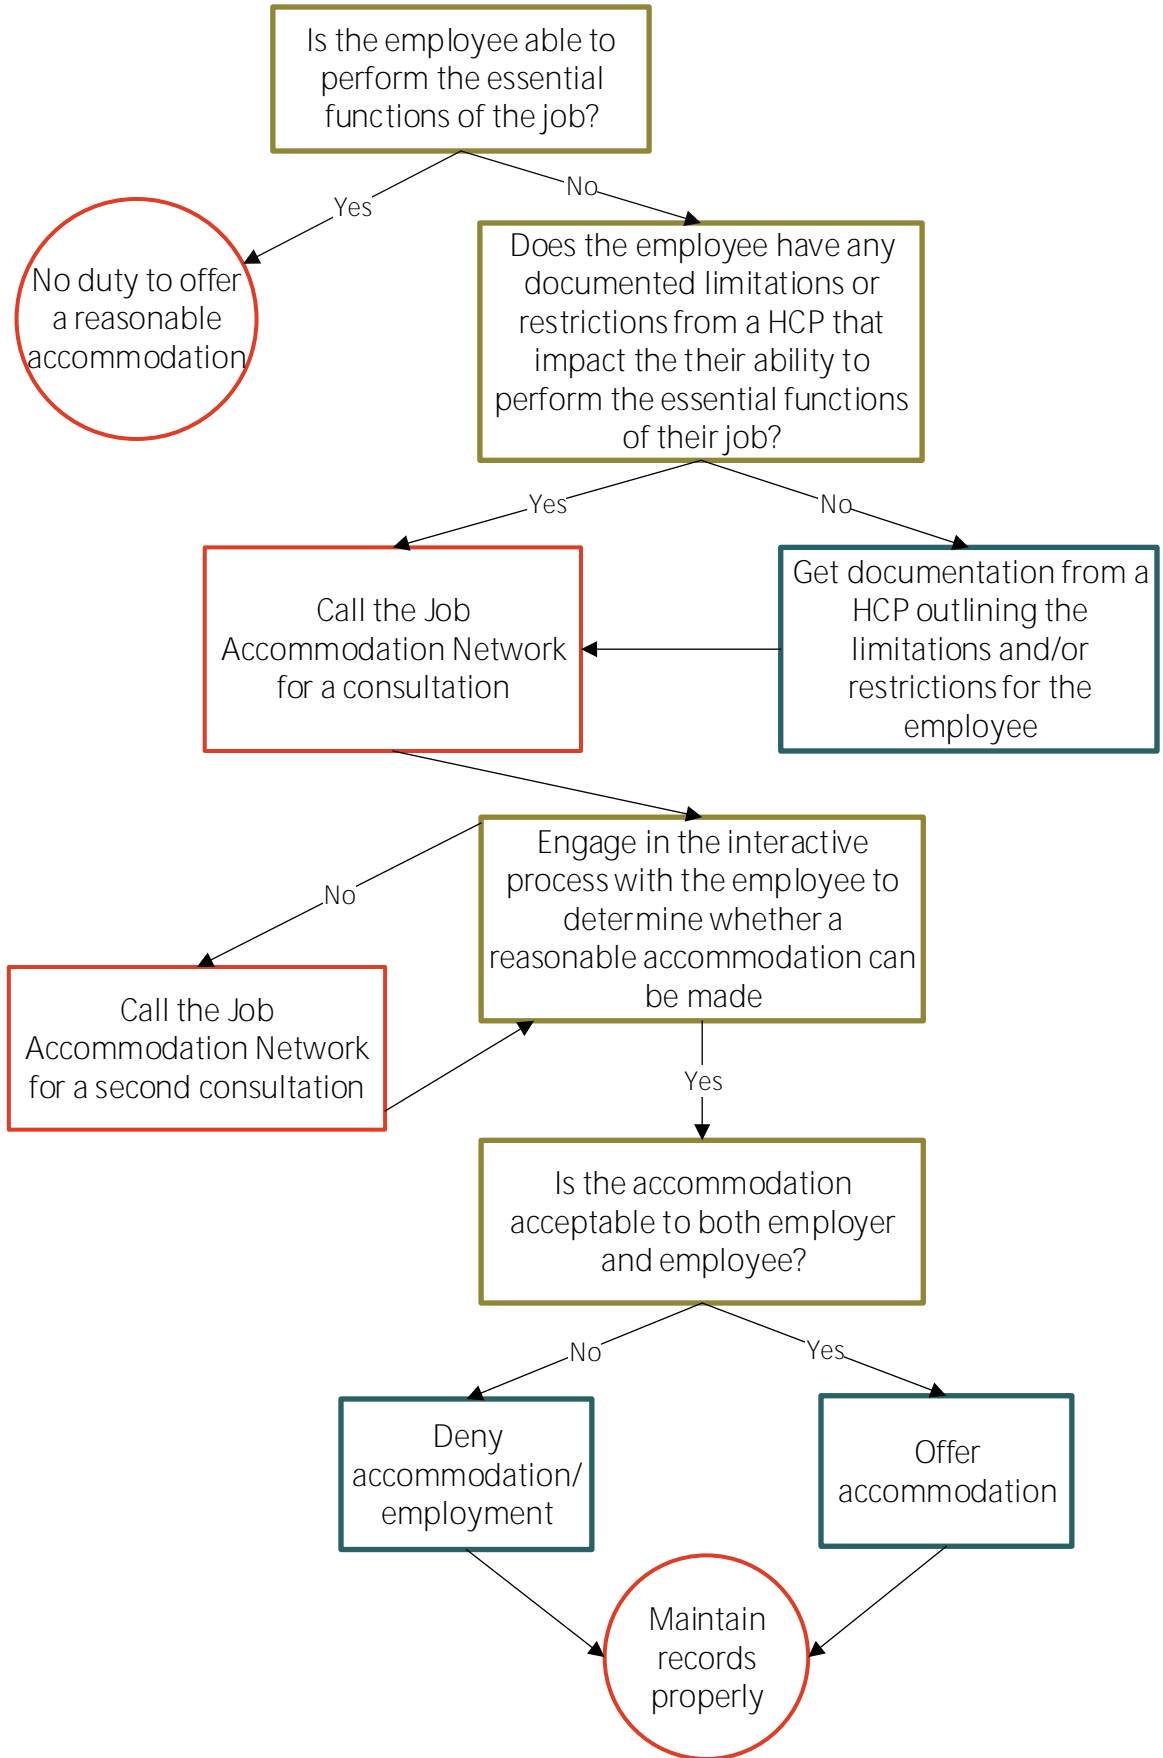 Is the employee able to
perform the essential
functions of the job?
Yes
No
No duty to offer
a reasonable
accommodation
Does the employee have any
documented limitations or
restrictions from a HCP that
impact the their ability to
perform the essential functions
of their job?
Yes
No
Call the Job
Accommodation Network
for a consultation
Get documentation from a
HCP outlining the
limitations and/or
restrictions for the
employee
Engage in the interactive
process with the employee to
determine whether a
reasonable accommodation can
be made
No
Call the Job
Accommodation Network
for a second consultation
Yes
Is the accommodation
acceptable to both employer
and employee?
No
Yes
Deny
accommodation/
employment
Offer
accommodation
Maintain
records
properly